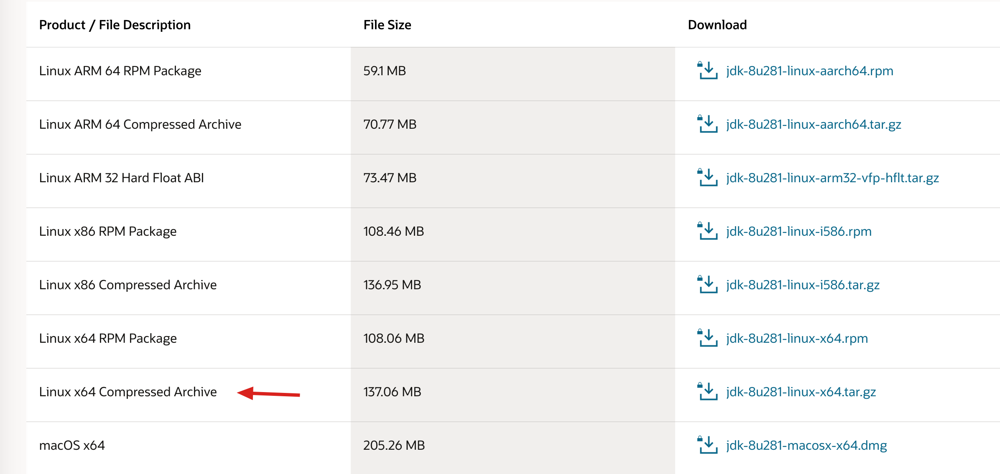 Product / File Description File Size Download
Linux ARM 64 RPM Package 59.1 MB jdk-8u281-linux-aarch64.rpm
Linux ARM 64 Compressed Archive 70.77 MB jdk-8u281-linux-aarch64.tar.gz
Linux ARM 32 Hard Float ABI 73.47 MB jdk-8u281-linux-arm32-vfp-hflt.tar.gz
Linux x86 RPM Package 108.46 MB jdk-8u281-linux-i586.rpm
Linux x86 Compressed Archive 136.95 MB jdk-8u281-linux-i586.tar.gz
Linux x64 RPM Package 108.06 MB jdk-8u281-linux-x64.rpm
Linux x64 Compressed Archive 137.06 MB jdk-8u281-linux-x64.tar.gz
macOS x64 205.26 MB jdk-8u281-macosx-x64.dmg